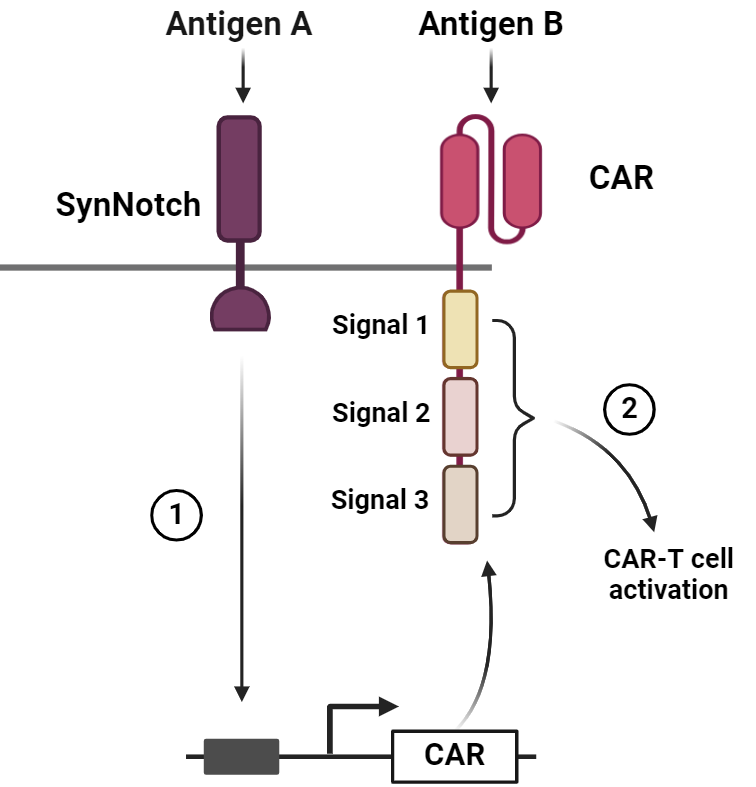 Antigen A
Antigen B
SynNotch
CAR
Signal 1
Signal 2
Signal 3
2
1
CAR-T cell
activation
CAR